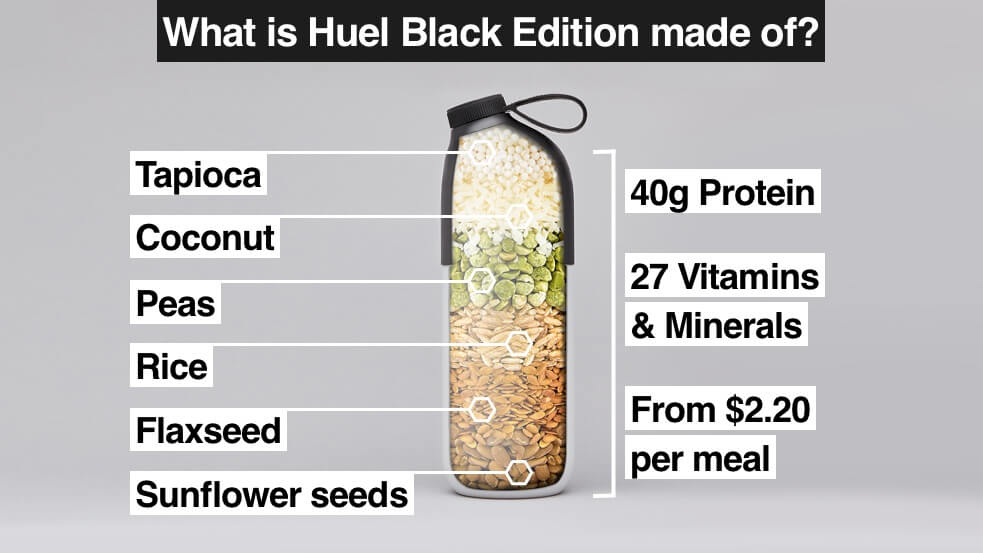 What is Huel Black Edition made of?
Tapioca
Coconut
Peas
Rice
Flaxseed
Sunflower seeds
40g Protein
27 Vitamins
& Minerals
From $2.20
per meal